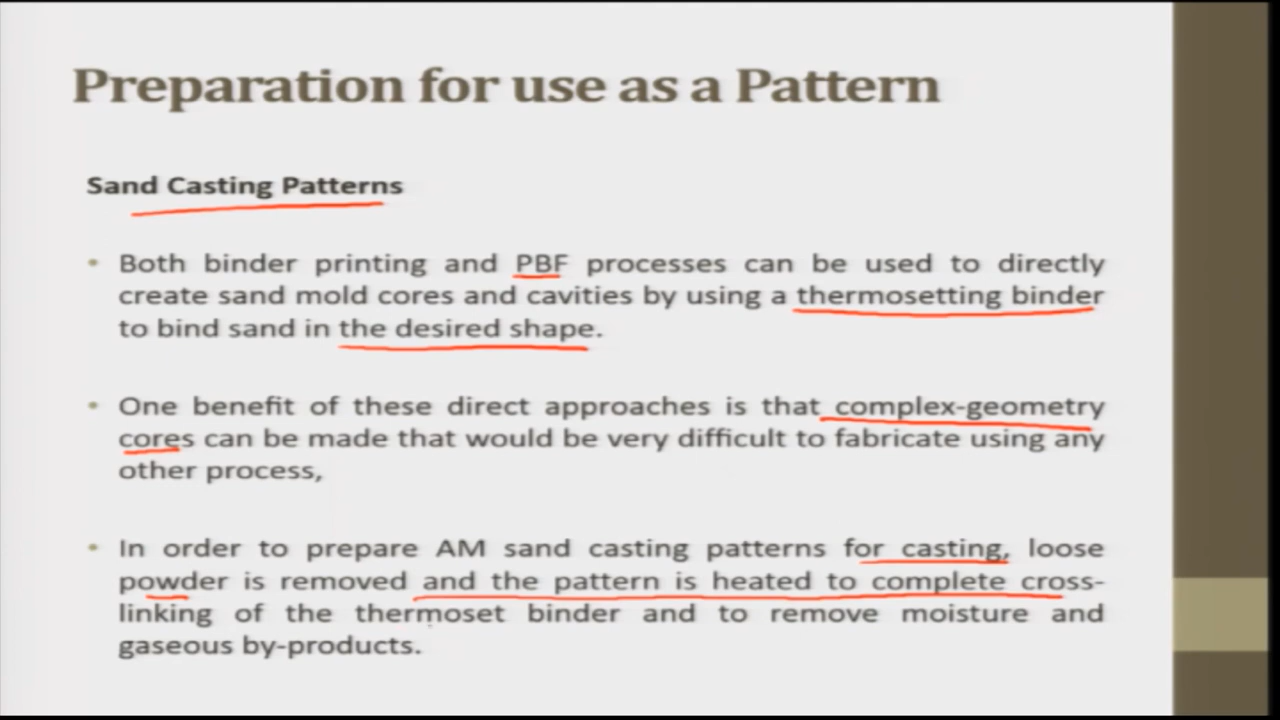 Preparation for use as a Pattern
Sand Casting Patterns
• Both binder printing and PBF processes can be used to directly
create sand mold cores and cavities by using a thermosetting binder
to bind sand in the desired shape.
• One benefit of these direct approaches is that complex-geometry
cores can be made that would be very difficult to fabricate using any
other process,
• In order to prepare AM sand casting patterns for casting, loose
powder is removed and the pattern is heated to complete cross-
linking of the thermoset binder and to remove moisture and
gaseous by-products.